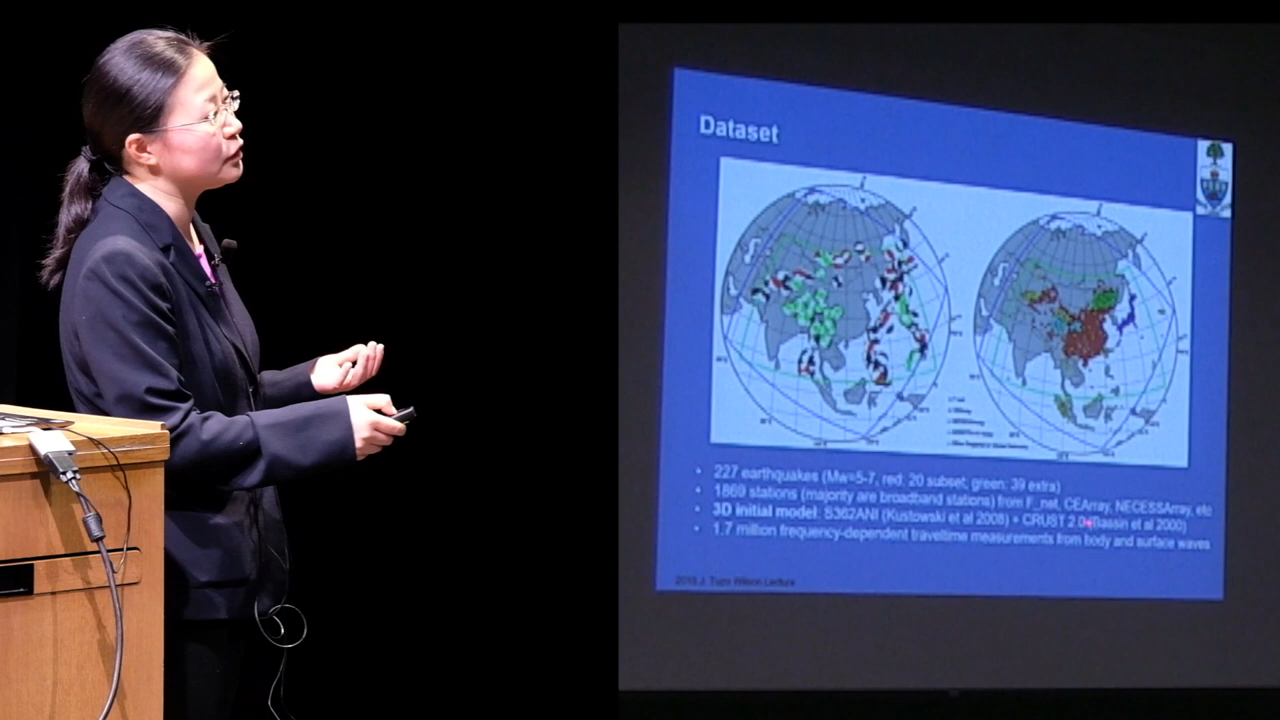 Dataset
• 227 earthquakes (Mw=5-7, red: 20 subset, green: 39 extra)
• 1869 stations (majority are broadband stations) from F_net, CEArray, NECESSArray, etc
• 3D initial model: S362ANI (Kustowski et al 2008) + CRUST 2.0 (Bassin et al 2000)
• 1.7 million frequency-dependent traveltime measurements from body and surface waves
J. Tuzo Wilson Lecture